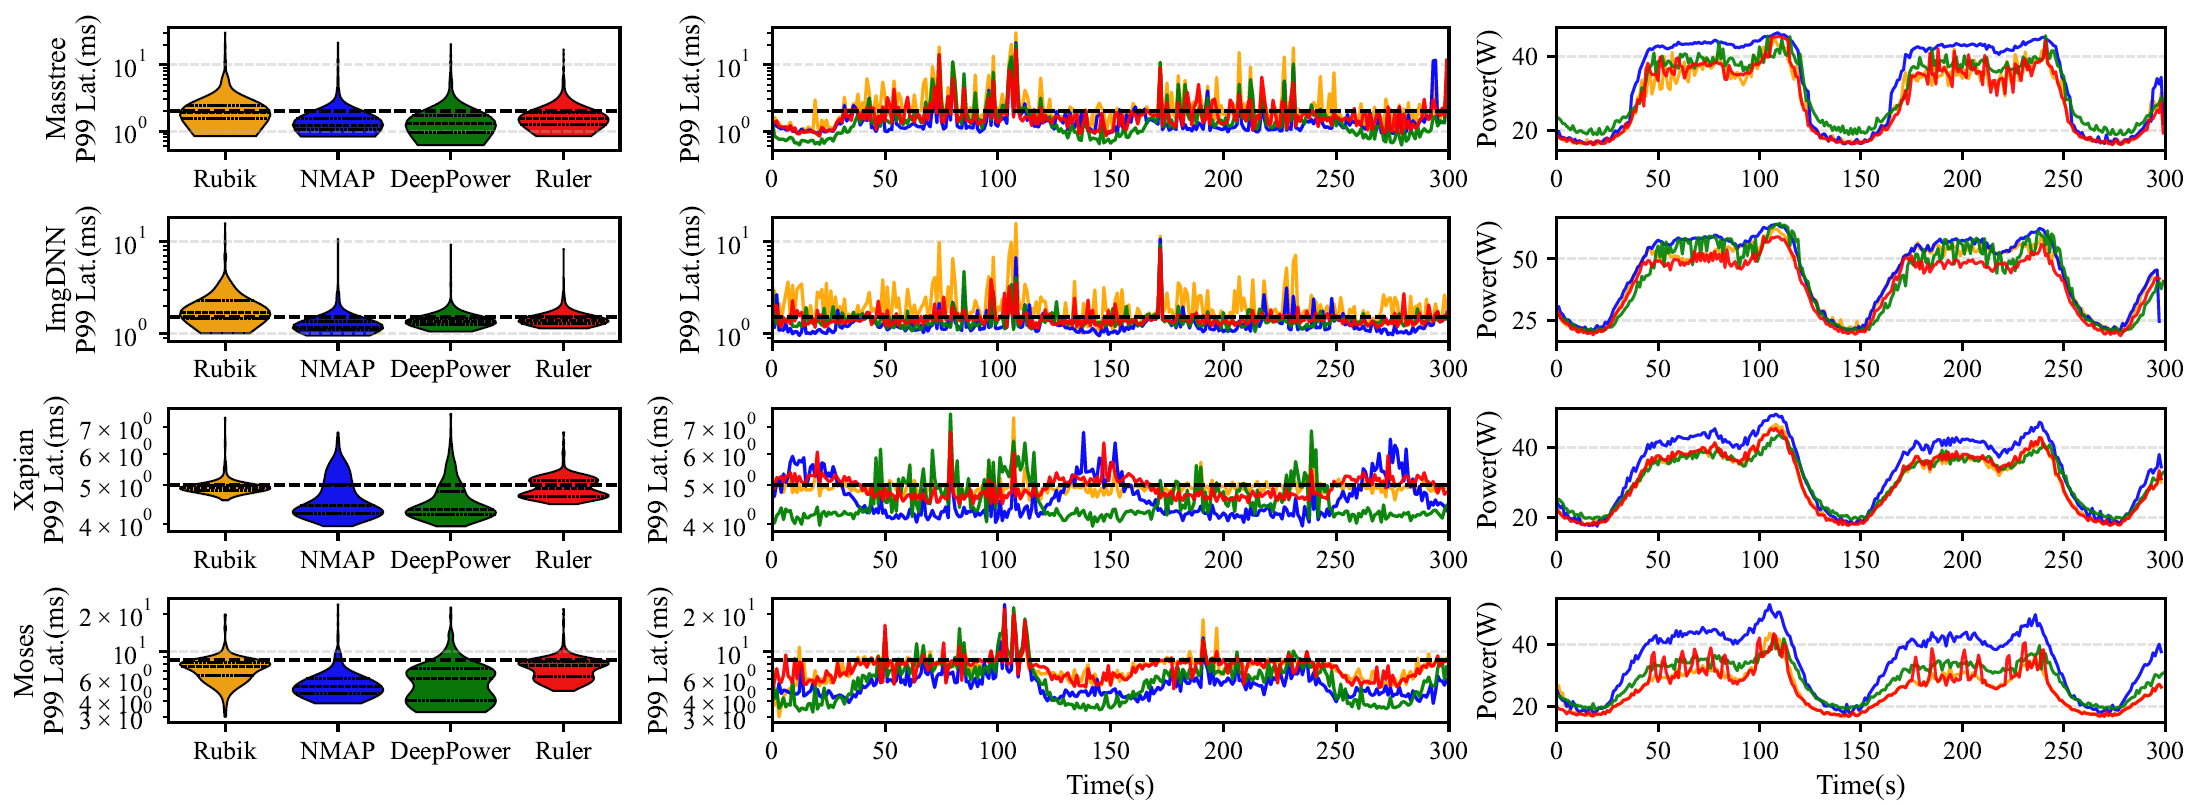 Masstree
P99 Lat.(ms)
10^1
10^0
Rubik NMAP DeepPower Ruler
P99 Lat.(ms)
10^1
10^0
0 50 100 150 200 250 300
Power(W)
40
20
0 50 100 150 200 250 300
ImgDNN
P99 Lat.(ms)
10^1
10^0
Rubik NMAP DeepPower Ruler
P99 Lat.(ms)
10^1
10^0
0 50 100 150 200 250 300
Power(W)
50
25
0 50 100 150 200 250 300
Xapian
P99 Lat.(ms)
7 × 10^0
6 × 10^0
5 × 10^0
4 × 10^0
Rubik NMAP DeepPower Ruler
P99 Lat.(ms)
7 × 10^0
6 × 10^0
5 × 10^0
4 × 10^0
0 50 100 150 200 250 300
Power(W)
40
20
0 50 100 150 200 250 300
Moses
P99 Lat.(ms)
2 × 10^1
10^1
6 × 10^0
4 × 10^0
3 × 10^0
Rubik NMAP DeepPower Ruler
P99 Lat.(ms)
2 × 10^1
10^1
6 × 10^0
4 × 10^0
3 × 10^0
0 50 100 150 200 250 300
Time(s)
Power(W)
40
20
0 50 100 150 200 250 300
Time(s)